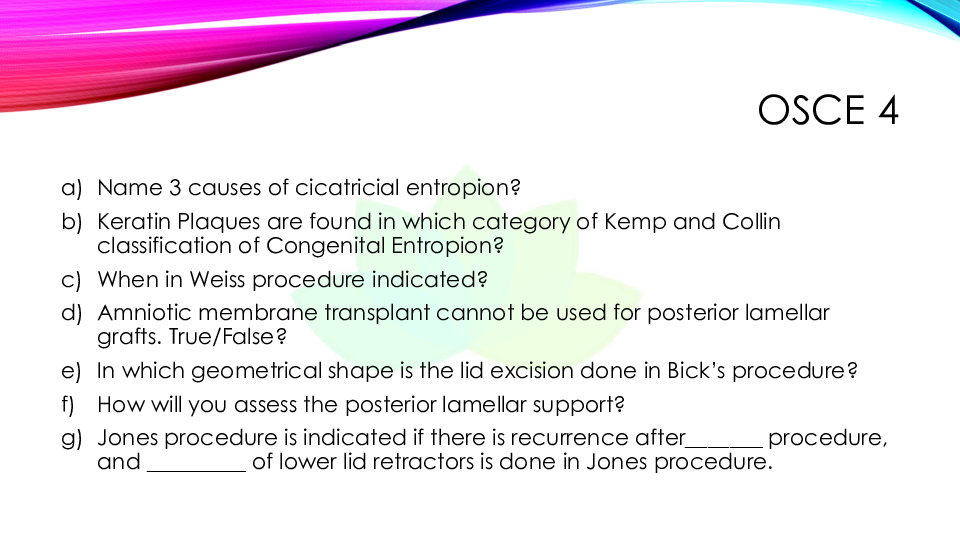 OSCE 4
a) Name 3 causes of cicatricial entropion?
b) Keratin Plaques are found in which category of Kemp and Collin
classification of Congenital Entropion?
c) When in Weiss procedure indicated?
d) Amniotic membrane transplant cannot be used for posterior lamellar
grafts. True/False?
e) In which geometrical shape is the lid excision done in Bick's procedure?
f) How will you assess the posterior lamellar support?
g) Jones procedure is indicated if there is recurrence after_______ procedure,
and _________ of lower lid retractors is done in Jones procedure.